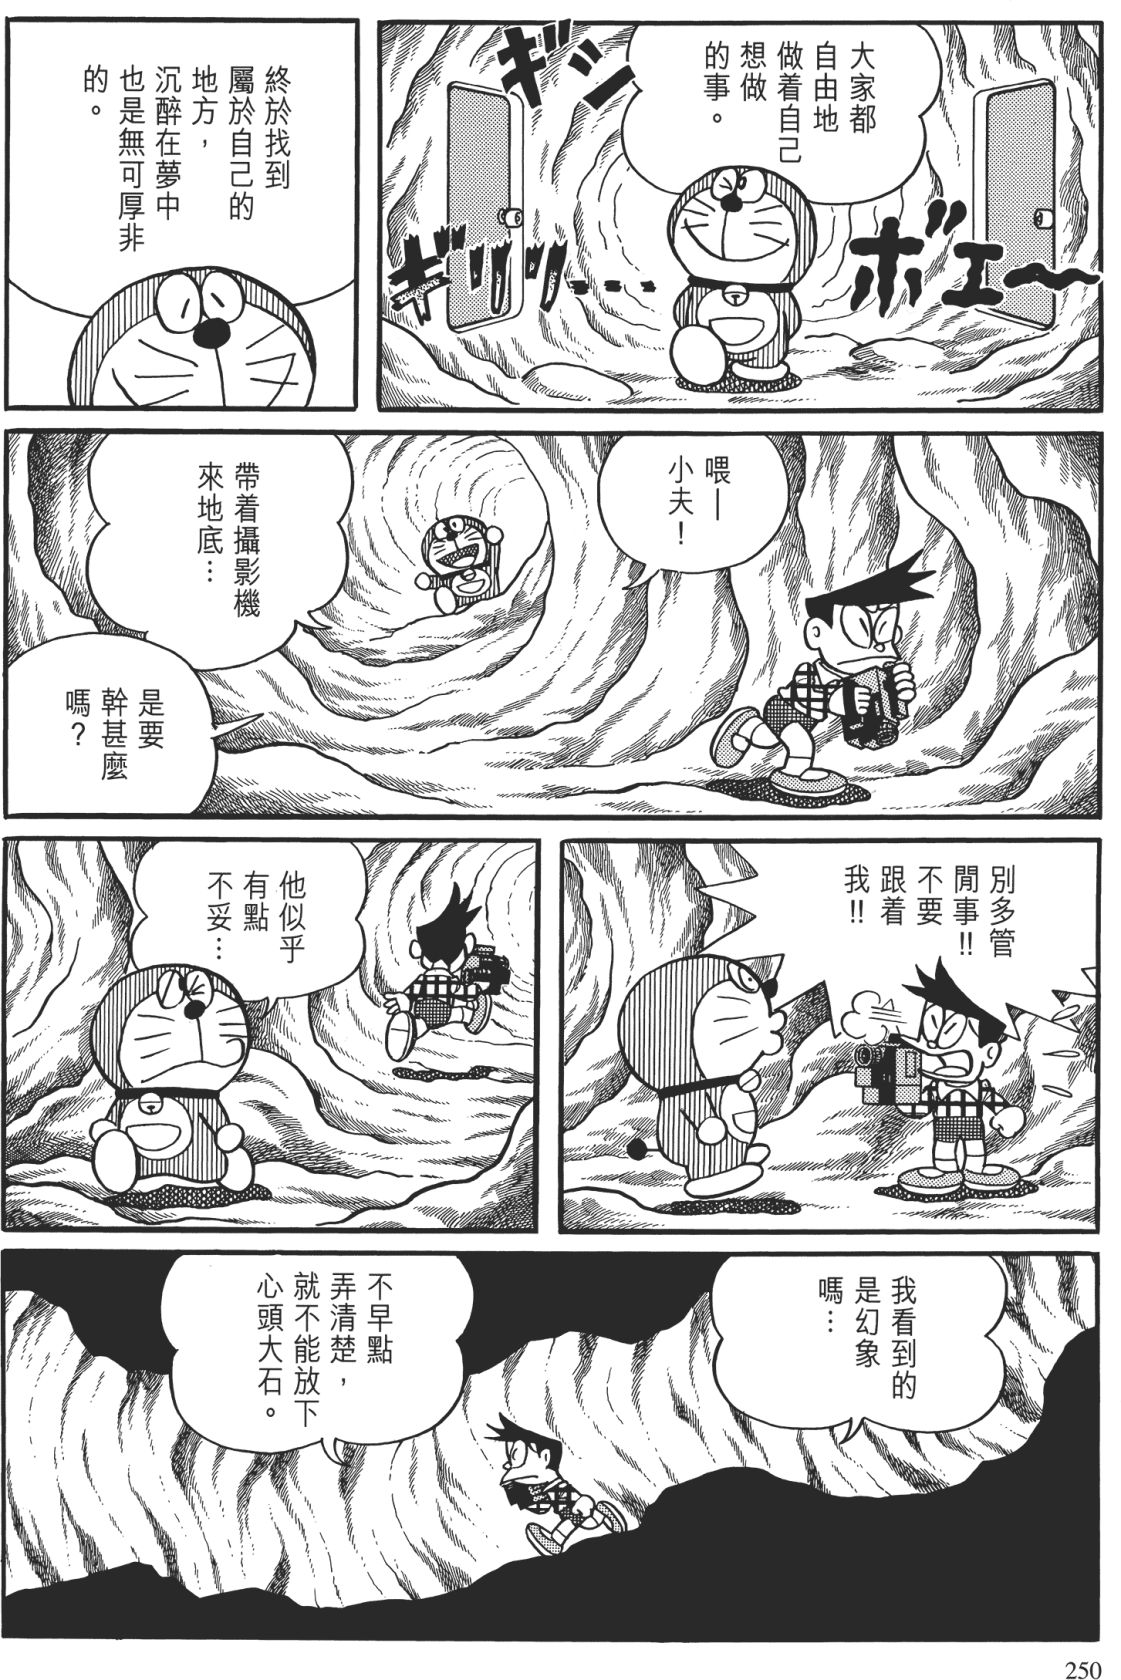 大家都
自由地
做着自己
想做
的事。
ギン
ギリリ---
ボエ〜
終於找到
屬於自己的
地方，
沉醉在夢中
也是無可厚非
的。
喂—
小夫！
帶着攝影機
來地底…
是要
幹甚麼
嗎？
別多管
閒事!!
不要
跟着
我!!
他似乎
有點
不妥…
我看到的
是幻象
嗎…
不早點
弄清楚，
就不能放下
心頭大石。
250